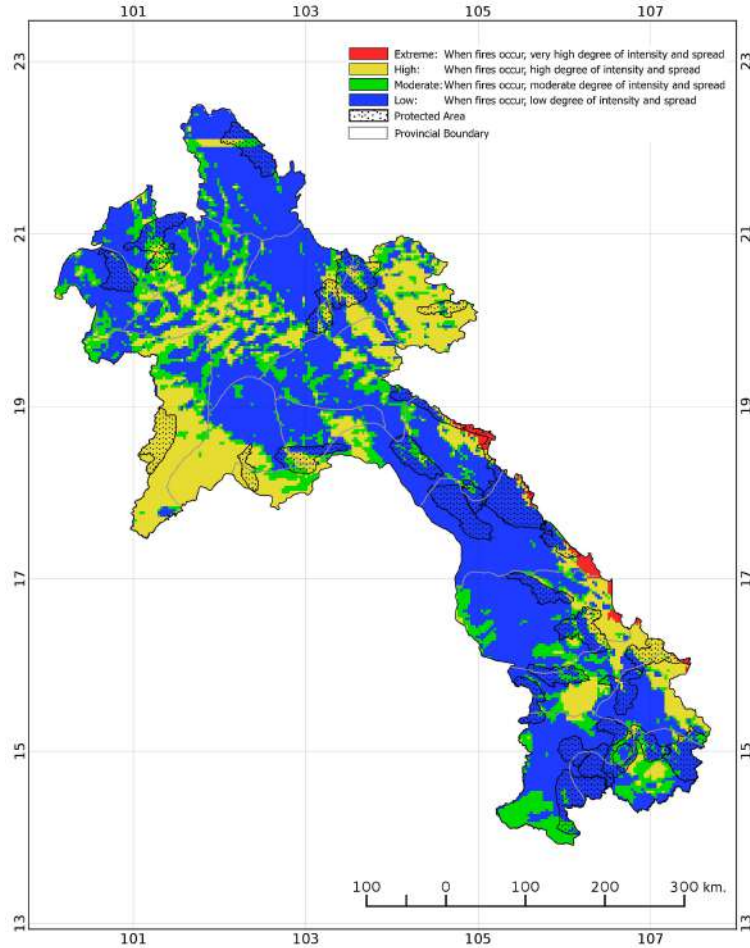 101 103 105 107
23
Extreme: When fires occur, very high degree of intensity and spread
High: When fires occur, high degree of intensity and spread
Moderate: When fires occur, moderate degree of intensity and spread
Low: When fires occur, low degree of intensity and spread
Protected Area
Provincial Boundary
23
21 21
19 19
17 17
15 15
100 0 100 200 300 km.
13 13
101 103 105 107